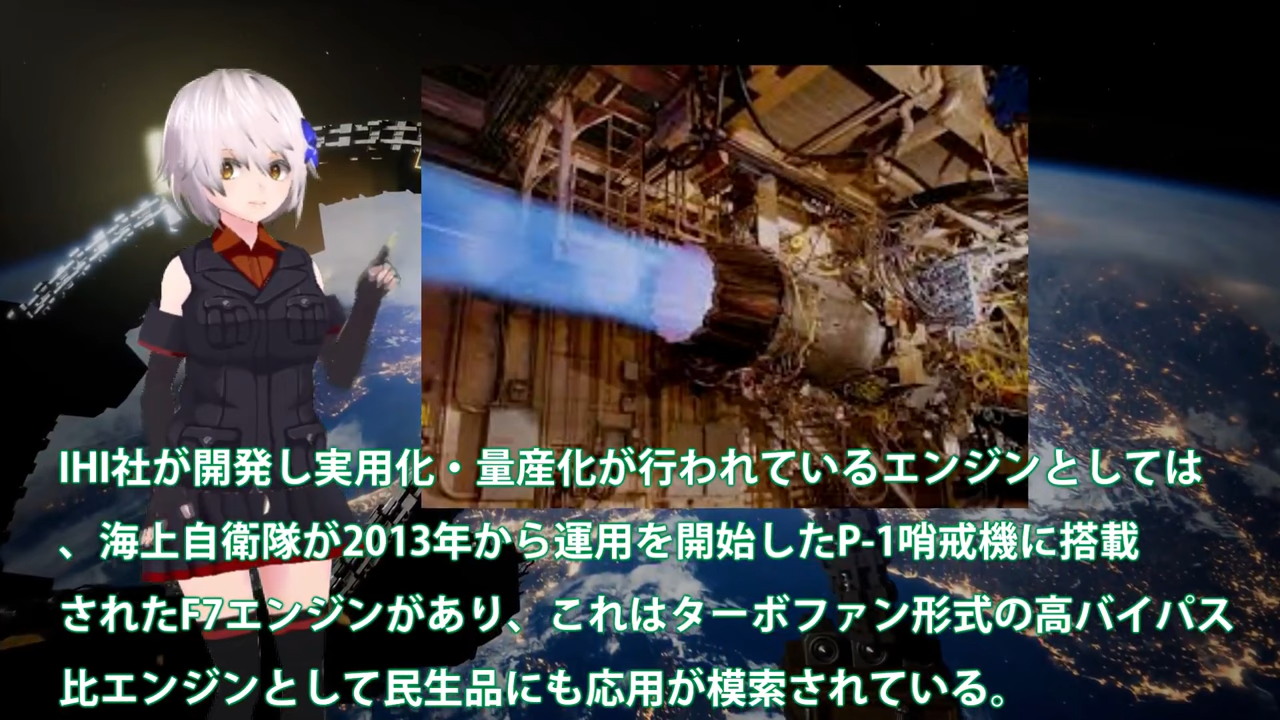 IHI社が開発し実用化・量産化が行われているエンジンとしては
、海上自衛隊が2013年から運用を開始したP-1哨戒機に搭載
されたF7エンジンがあり、これはターボファン形式の高バイパス
比エンジンとして民生品にも応用が模索されている。